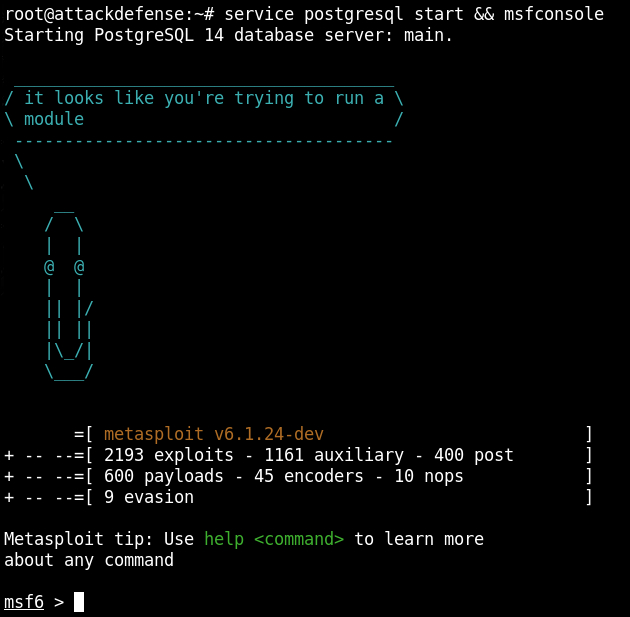 root@attackdefense:~# service postgresql start && msfconsole
Starting PostgreSQL 14 database server: main.

 ______________________________________
/ it looks like you're trying to run a \
\ module                               /
 --------------------------------------
 \
  \
     __
    /  \
    |  |
    @  @
    |  |
    || |/
    || ||
    |\_/|
    \___/

       =[ metasploit v6.1.24-dev                          ]
+ -- --=[ 2193 exploits - 1161 auxiliary - 400 post       ]
+ -- --=[ 600 payloads - 45 encoders - 10 nops            ]
+ -- --=[ 9 evasion                                       ]

Metasploit tip: Use help <command> to learn more
about any command

msf6 >